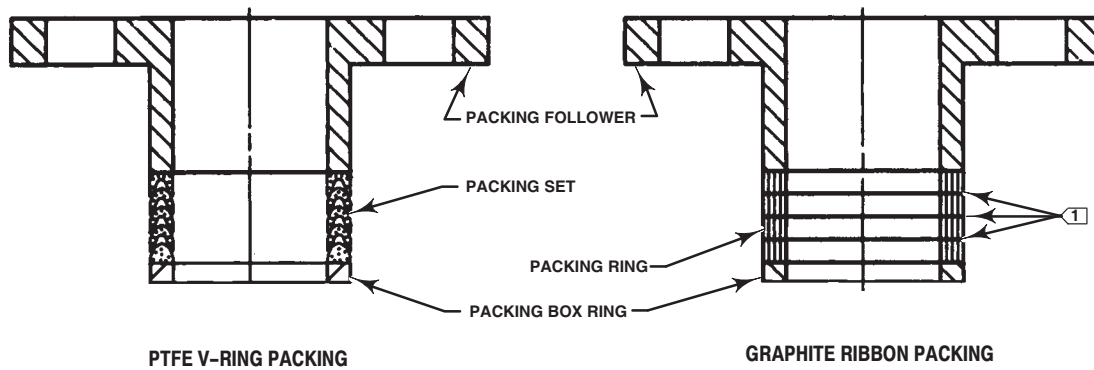 PACKING FOLLOWER
PACKING SET
1
PACKING RING
PACKING BOX RING
PTFE V-RING PACKING
GRAPHITE RIBBON PACKING